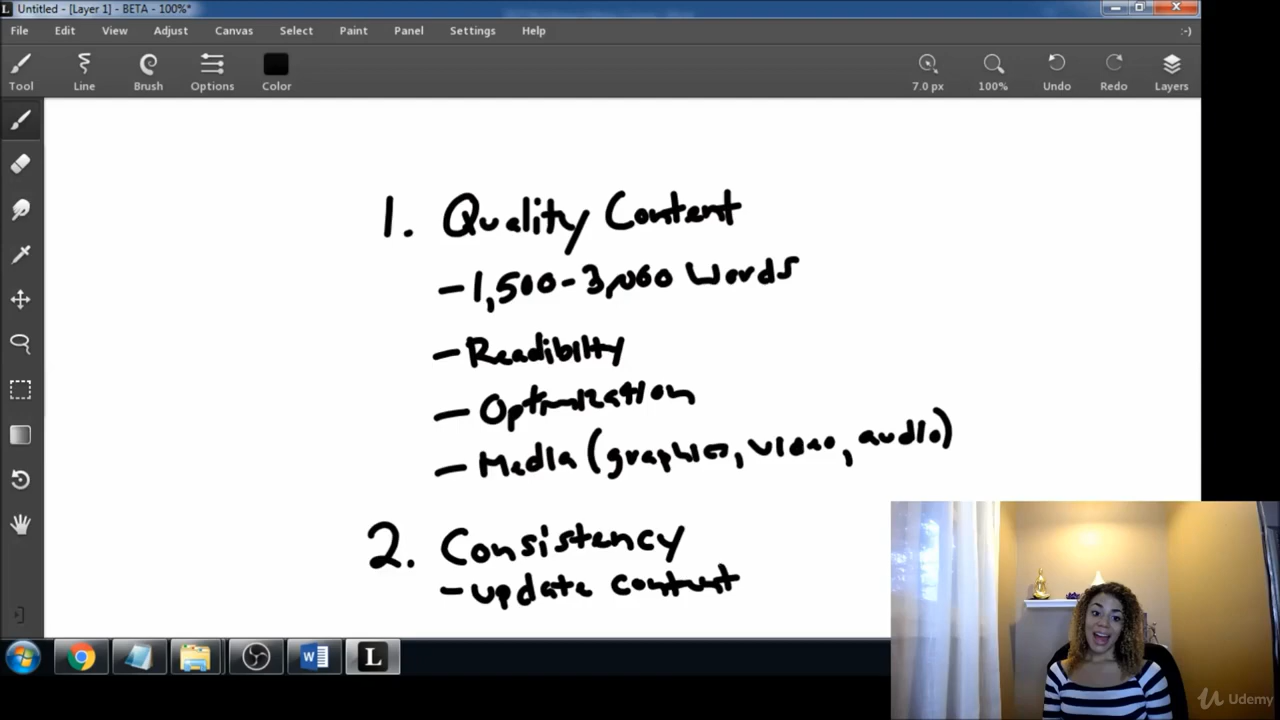 Untitled - [Layer 1] - BETA - 100%*
File Edit View Adjust Canvas Select Paint Panel Settings Help :-)
Tool Line Brush Options Color 7.0 px 100% Undo Redo Layers
1. Quality Content
- 1,500-3,000 Words
- Readibilty
- Optimization
- Media (graphics, video, audio)
2. Consistency
- update content
L
W
L
Udemy